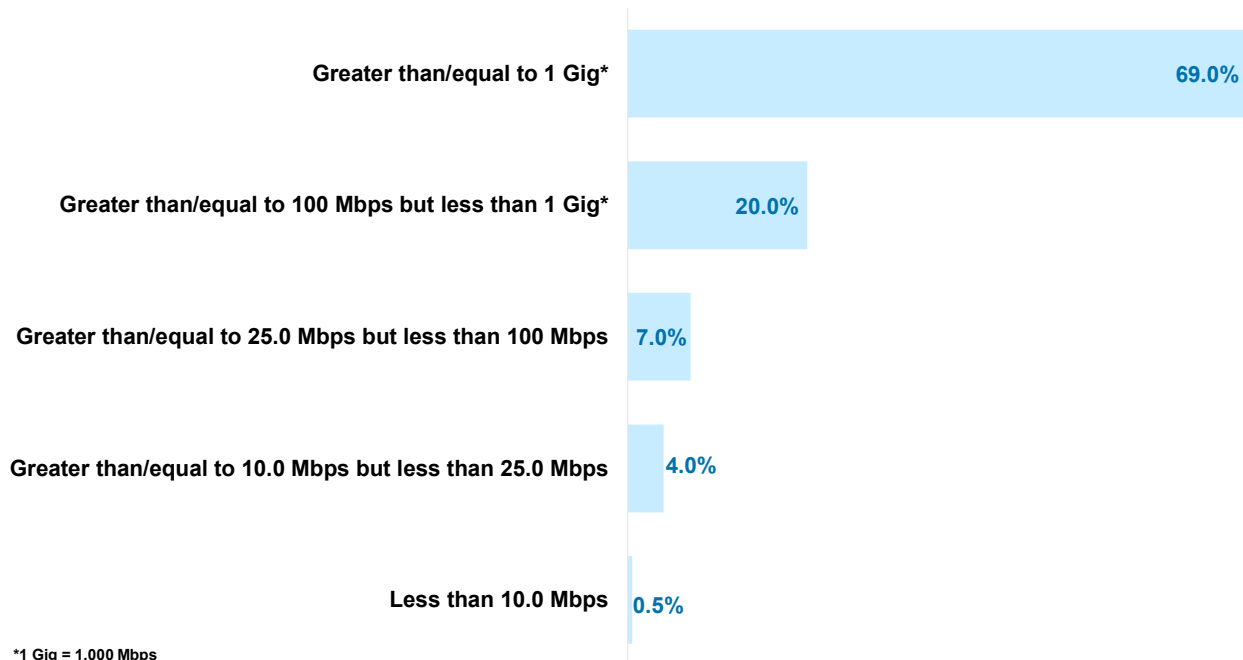 Greater than/equal to 1 Gig*
69.0%
Greater than/equal to 100 Mbps but less than 1 Gig*
20.0%
Greater than/equal to 25.0 Mbps but less than 100 Mbps
7.0%
Greater than/equal to 10.0 Mbps but less than 25.0 Mbps
4.0%
Less than 10.0 Mbps
0.5%
*1 Gig = 1,000 Mbps